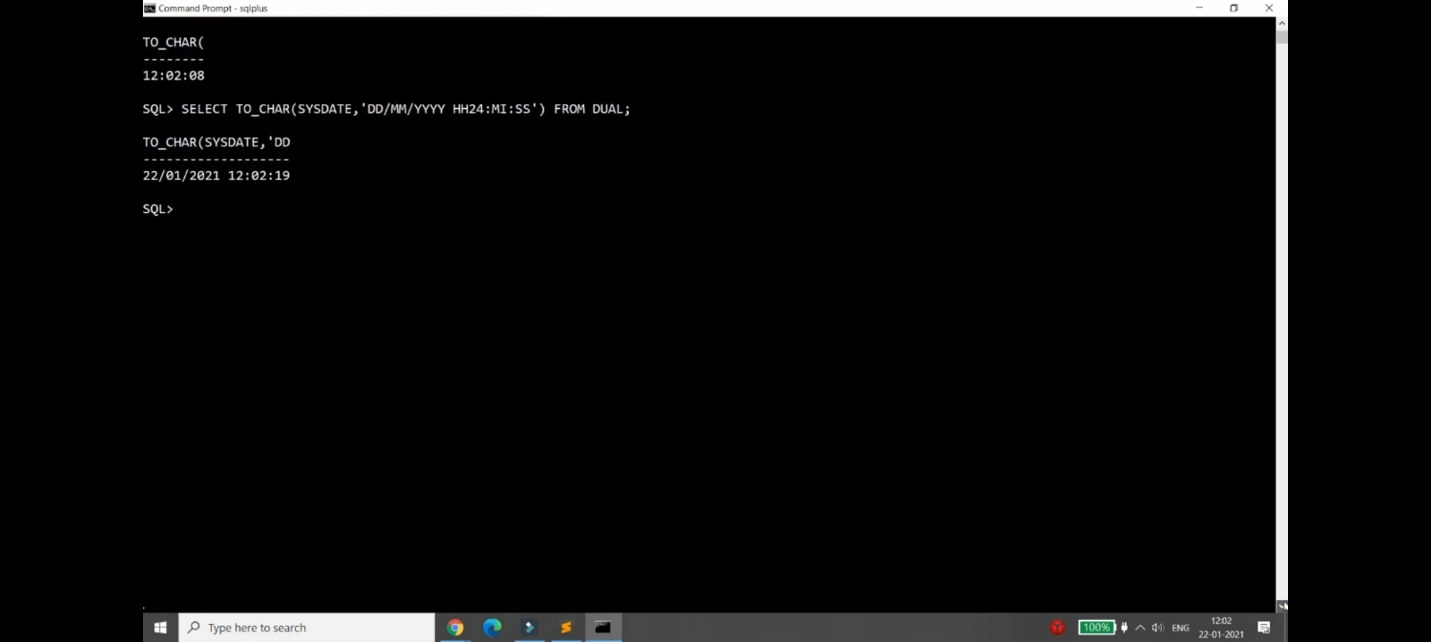 Command Prompt - sqlplus
TO_CHAR(
--------
12:02:08
SQL> SELECT TO_CHAR(SYSDATE,'DD/MM/YYYY HH24:MI:SS') FROM DUAL;
TO_CHAR(SYSDATE,'DD
-------------------
22/01/2021 12:02:19
SQL>
Type here to search
100%
ENG
12:02
22-01-2021